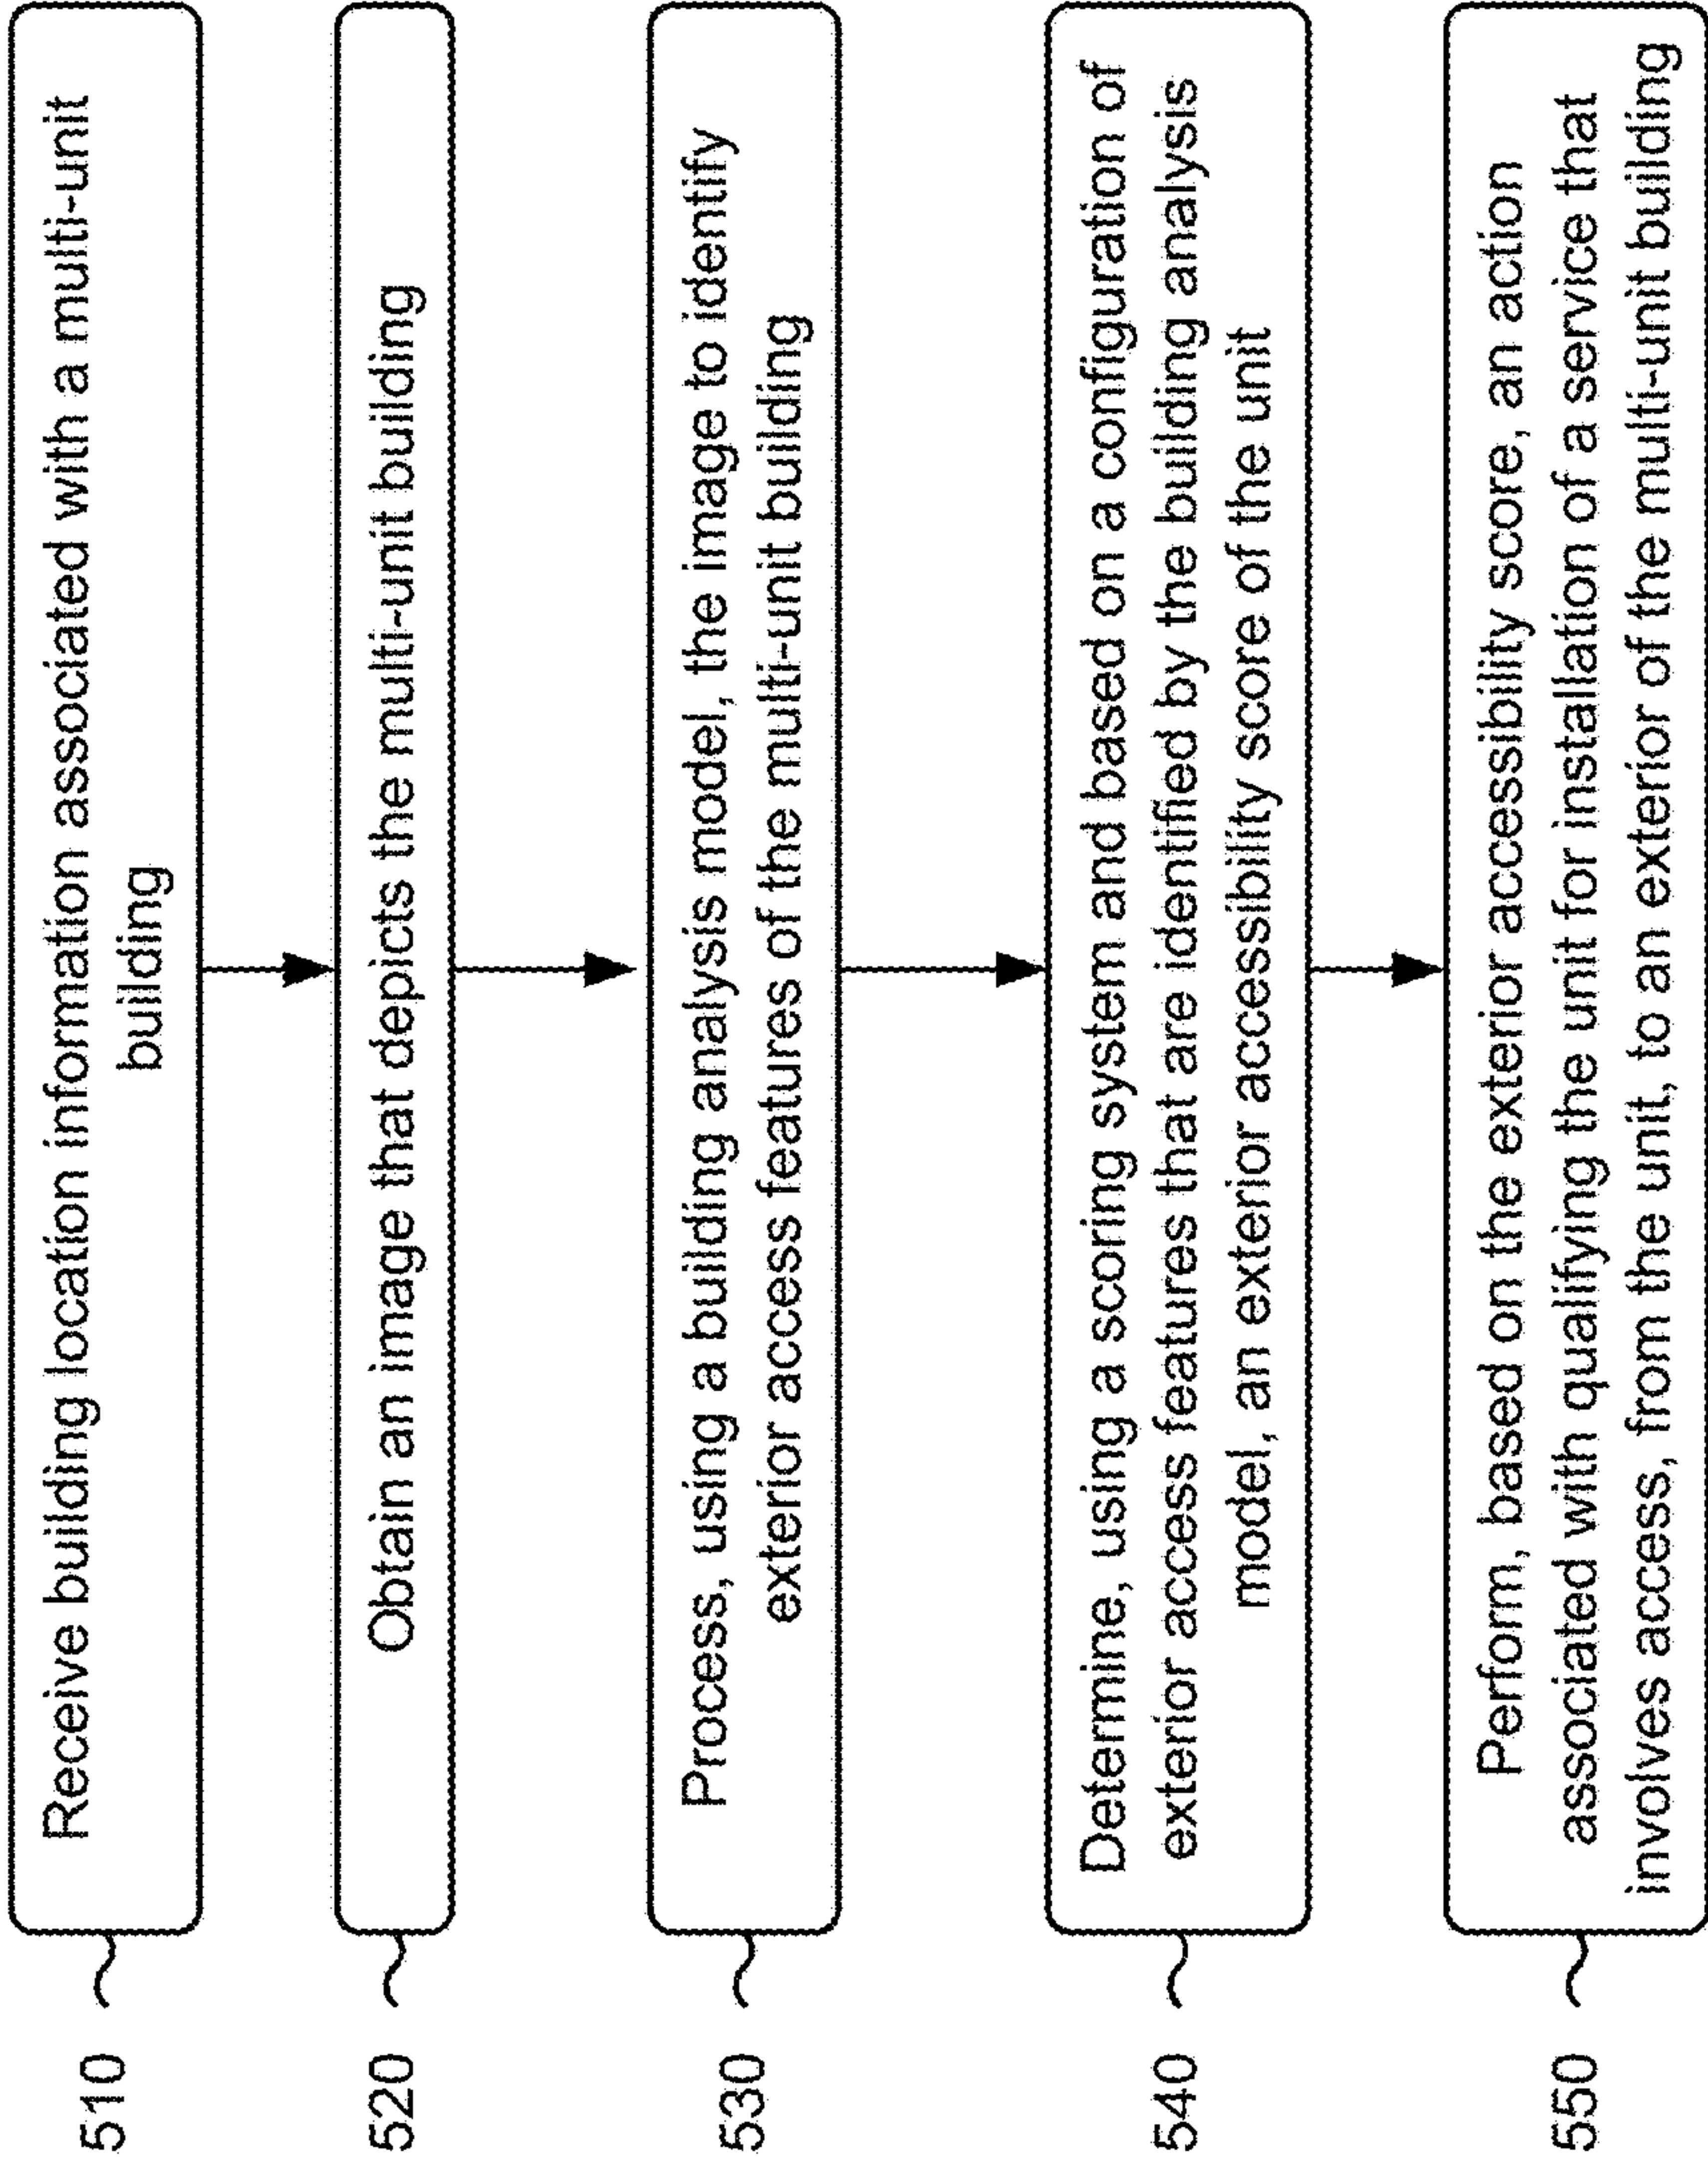 510
Receive building location information associated with a multi-unit
building
520
Obtain an image that depicts the multi-unit building
530
Process, using a building analysis model, the image to identify
exterior access features of the multi-unit building
540
Determine, using a scoring system and based on a configuration of
exterior access features that are identified by the building analysis
model, an exterior accessibility score of the unit
550
Perform, based on the exterior accessibility score, an action
associated with qualifying the unit for installation of a service that
involves access, from the unit, to an exterior of the multi-unit building